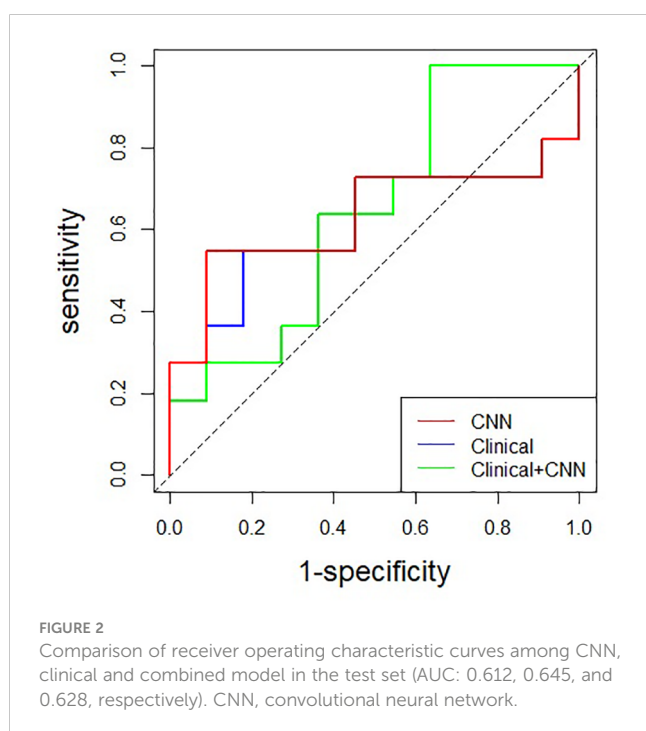 1.0
0.8
0.6
0.4
0.2
0.0
sensitivity
CNN
Clinical
Clinical+CNN
0.0 0.2 0.4 0.6 0.8 1.0
1-specificity
FIGURE 2
Comparison of receiver operating characteristic curves among CNN,
clinical and combined model in the test set (AUC: 0.612, 0.645, and
0.628, respectively). CNN, convolutional neural network.